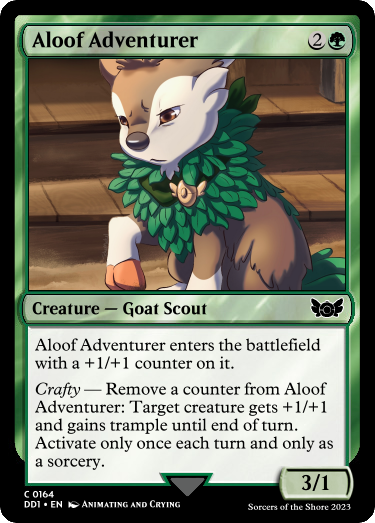 Aloof Adventurer 2
Creature — Goat Scout
Aloof Adventurer enters the battlefield
with a +1/+1 counter on it.
Crafty — Remove a counter from Aloof
Adventurer: Target creature gets +1/+1
and gains trample until end of turn.
Activate only once each turn and only as
a sorcery.
3/1
C 0164
DD1 • EN Animating and Crying
Sorcers of the Shore 2023